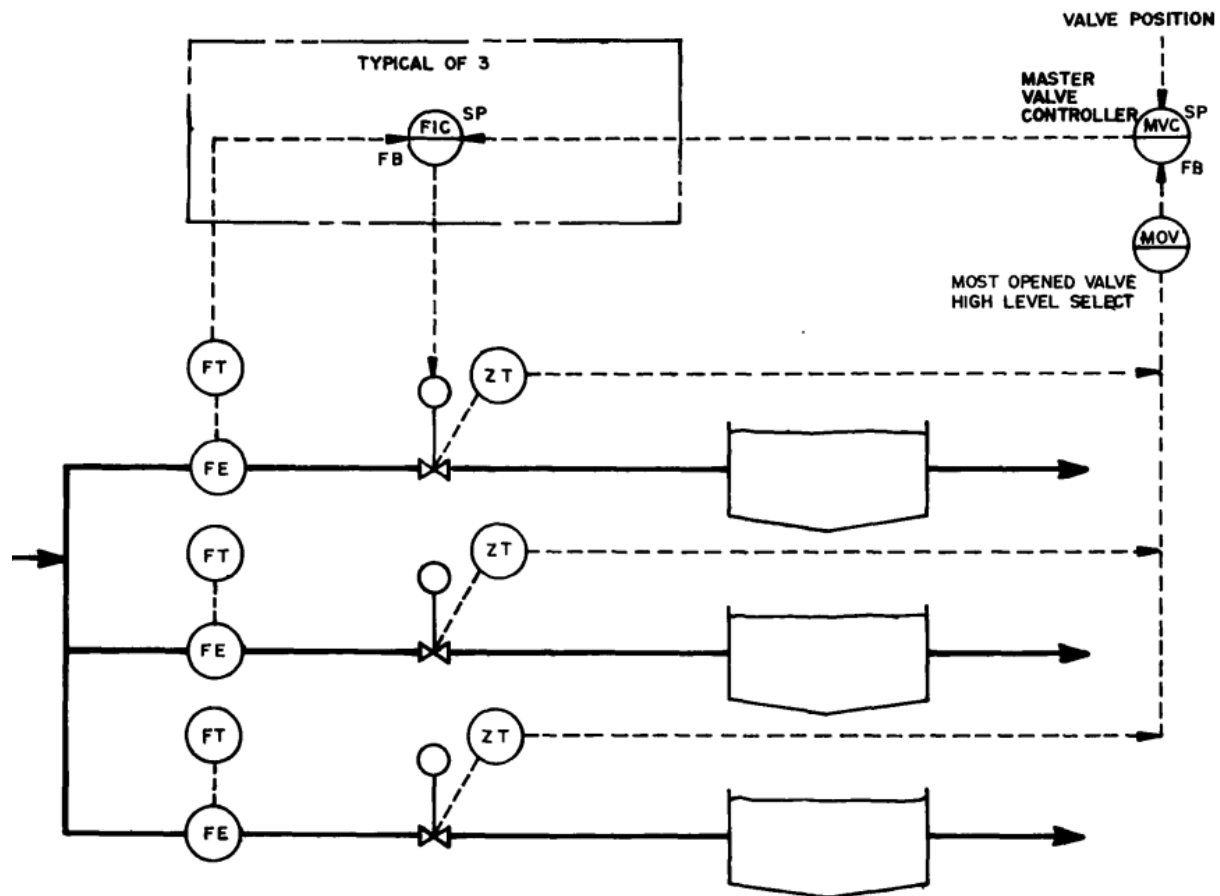 VALVE POSITION
TYPICAL OF 3
MASTER
VALVE
CONTROLLER
FIC
SP
FB
MVC
SP
FB
MOV
MOST OPENED VALVE
HIGH LEVEL SELECT
FT
ZT
FE
FT
ZT
FE
FT
ZT
FE